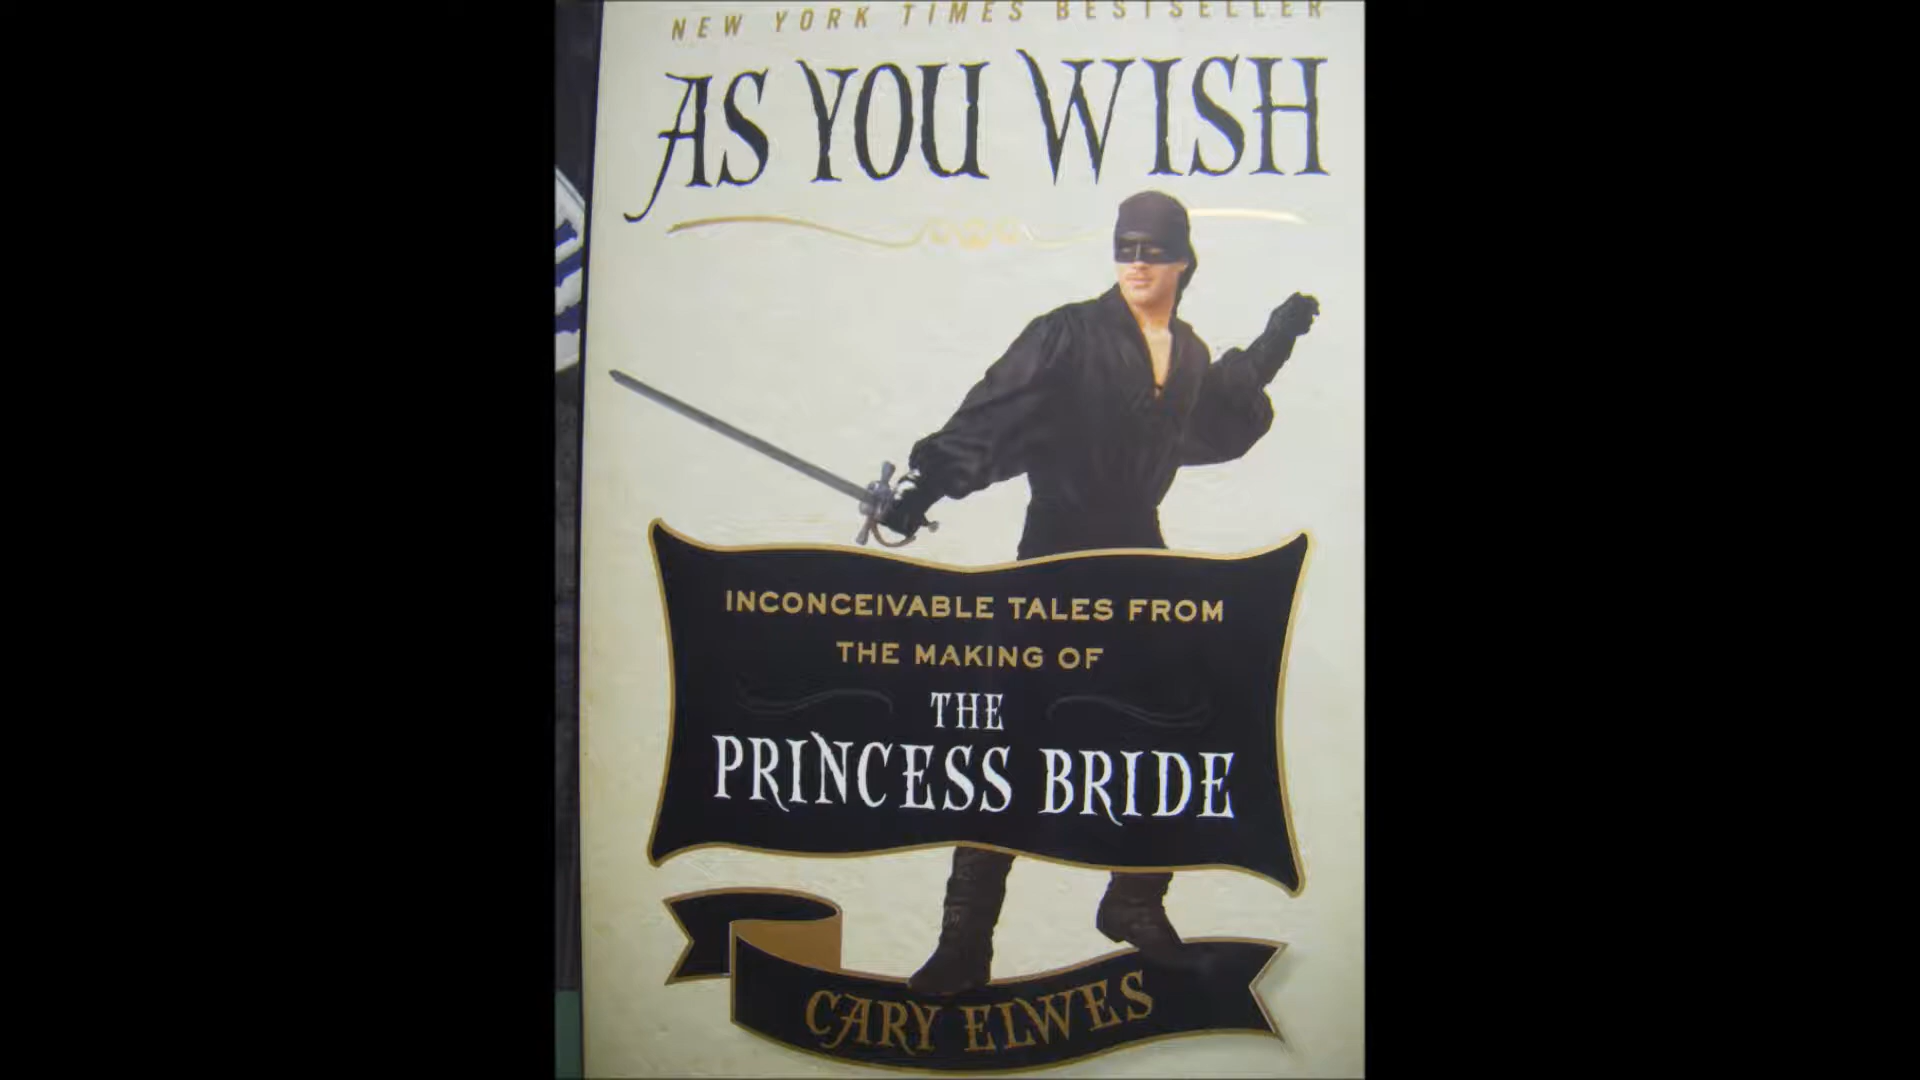 NEW YORK TIMES BESTSELLER
AS YOU WISH
INCONCEIVABLE TALES FROM
THE MAKING OF
THE
PRINCESS BRIDE
CARY ELWES